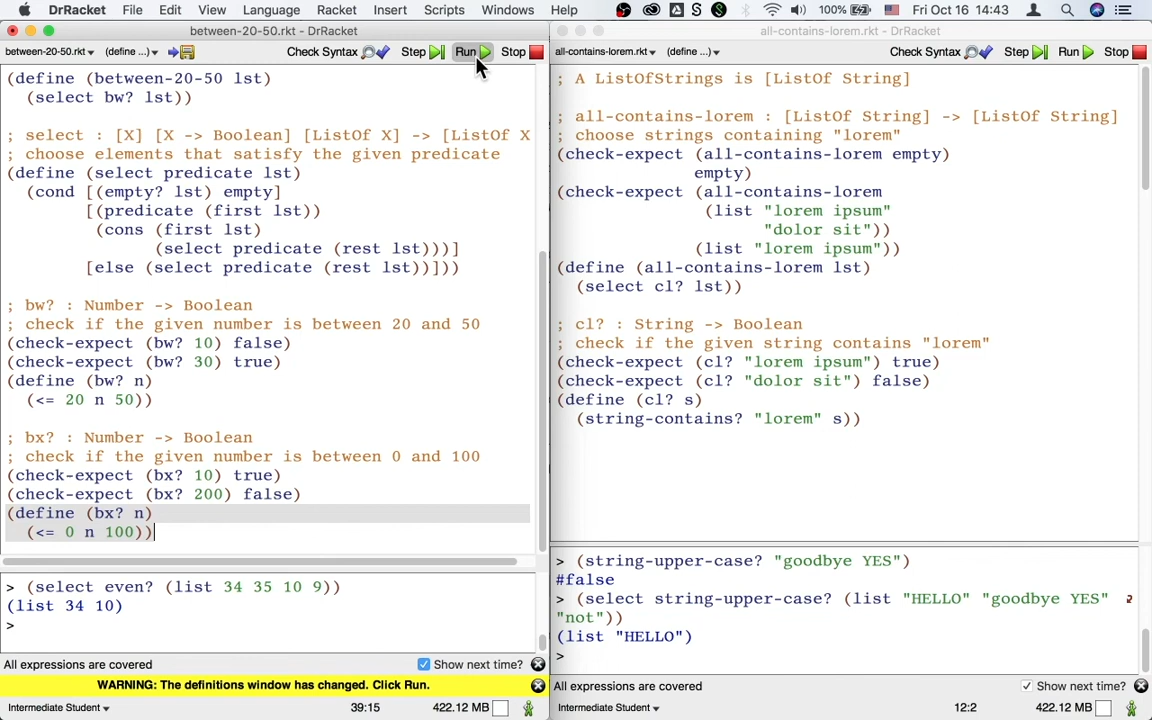 DrRacket File Edit View Language Racket Insert Scripts Windows Help 100% Fri Oct 16 14:43
between-20-50.rkt - DrRacket
between-20-50.rkt (define ...) Check Syntax Step Run Stop
(define (between-20-50 lst)
(select bw? lst))
; select : [X] [X -> Boolean] [ListOf X] -> [ListOf X
; choose elements that satisfy the given predicate
(define (select predicate lst)
(cond [(empty? lst) empty]
[(predicate (first lst))
(cons (first lst)
(select predicate (rest lst)))]
[else (select predicate (rest lst))]))
; bw? : Number -> Boolean
; check if the given number is between 20 and 50
(check-expect (bw? 10) false)
(check-expect (bw? 30) true)
(define (bw? n)
(<= 20 n 50))
; bx? : Number -> Boolean
; check if the given number is between 0 and 100
(check-expect (bx? 10) true)
(check-expect (bx? 200) false)
(define (bx? n)
(<= 0 n 100))
> (select even? (list 34 35 10 9))
(list 34 10)
>
All expressions are covered Show next time?
WARNING: The definitions window has changed. Click Run.
Intermediate Student 39:15 422.12 MB
all-contains-lorem.rkt - DrRacket
all-contains-lorem.rkt (define ...) Check Syntax Step Run Stop
; A ListOfStrings is [ListOf String]
; all-contains-lorem : [ListOf String] -> [ListOf String]
; choose strings containing "lorem"
(check-expect (all-contains-lorem empty)
empty)
(check-expect (all-contains-lorem
(list "lorem ipsum"
"dolor sit"))
(list "lorem ipsum"))
(define (all-contains-lorem lst)
(select cl? lst))
; cl? : String -> Boolean
; check if the given string contains "lorem"
(check-expect (cl? "lorem ipsum") true)
(check-expect (cl? "dolor sit") false)
(define (cl? s)
(string-contains? "lorem" s))
> (string-upper-case? "goodbye YES")
#false
> (select string-upper-case? (list "HELLO" "goodbye YES"
"not"))
(list "HELLO")
>
All expressions are covered Show next time?
Intermediate Student 12:2 422.12 MB